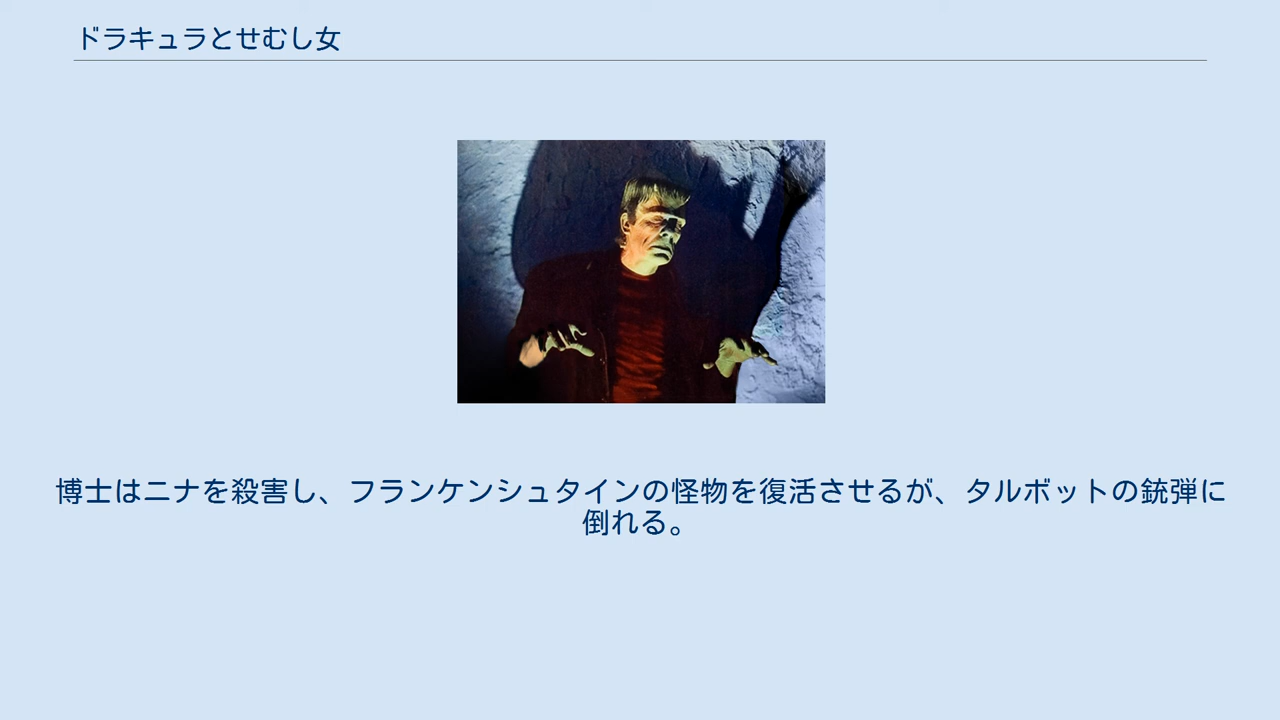 ドラキュラとせむし女
博士はニナを殺害し、フランケンシュタインの怪物を復活させるが、タルボットの銃弾に
倒れる。